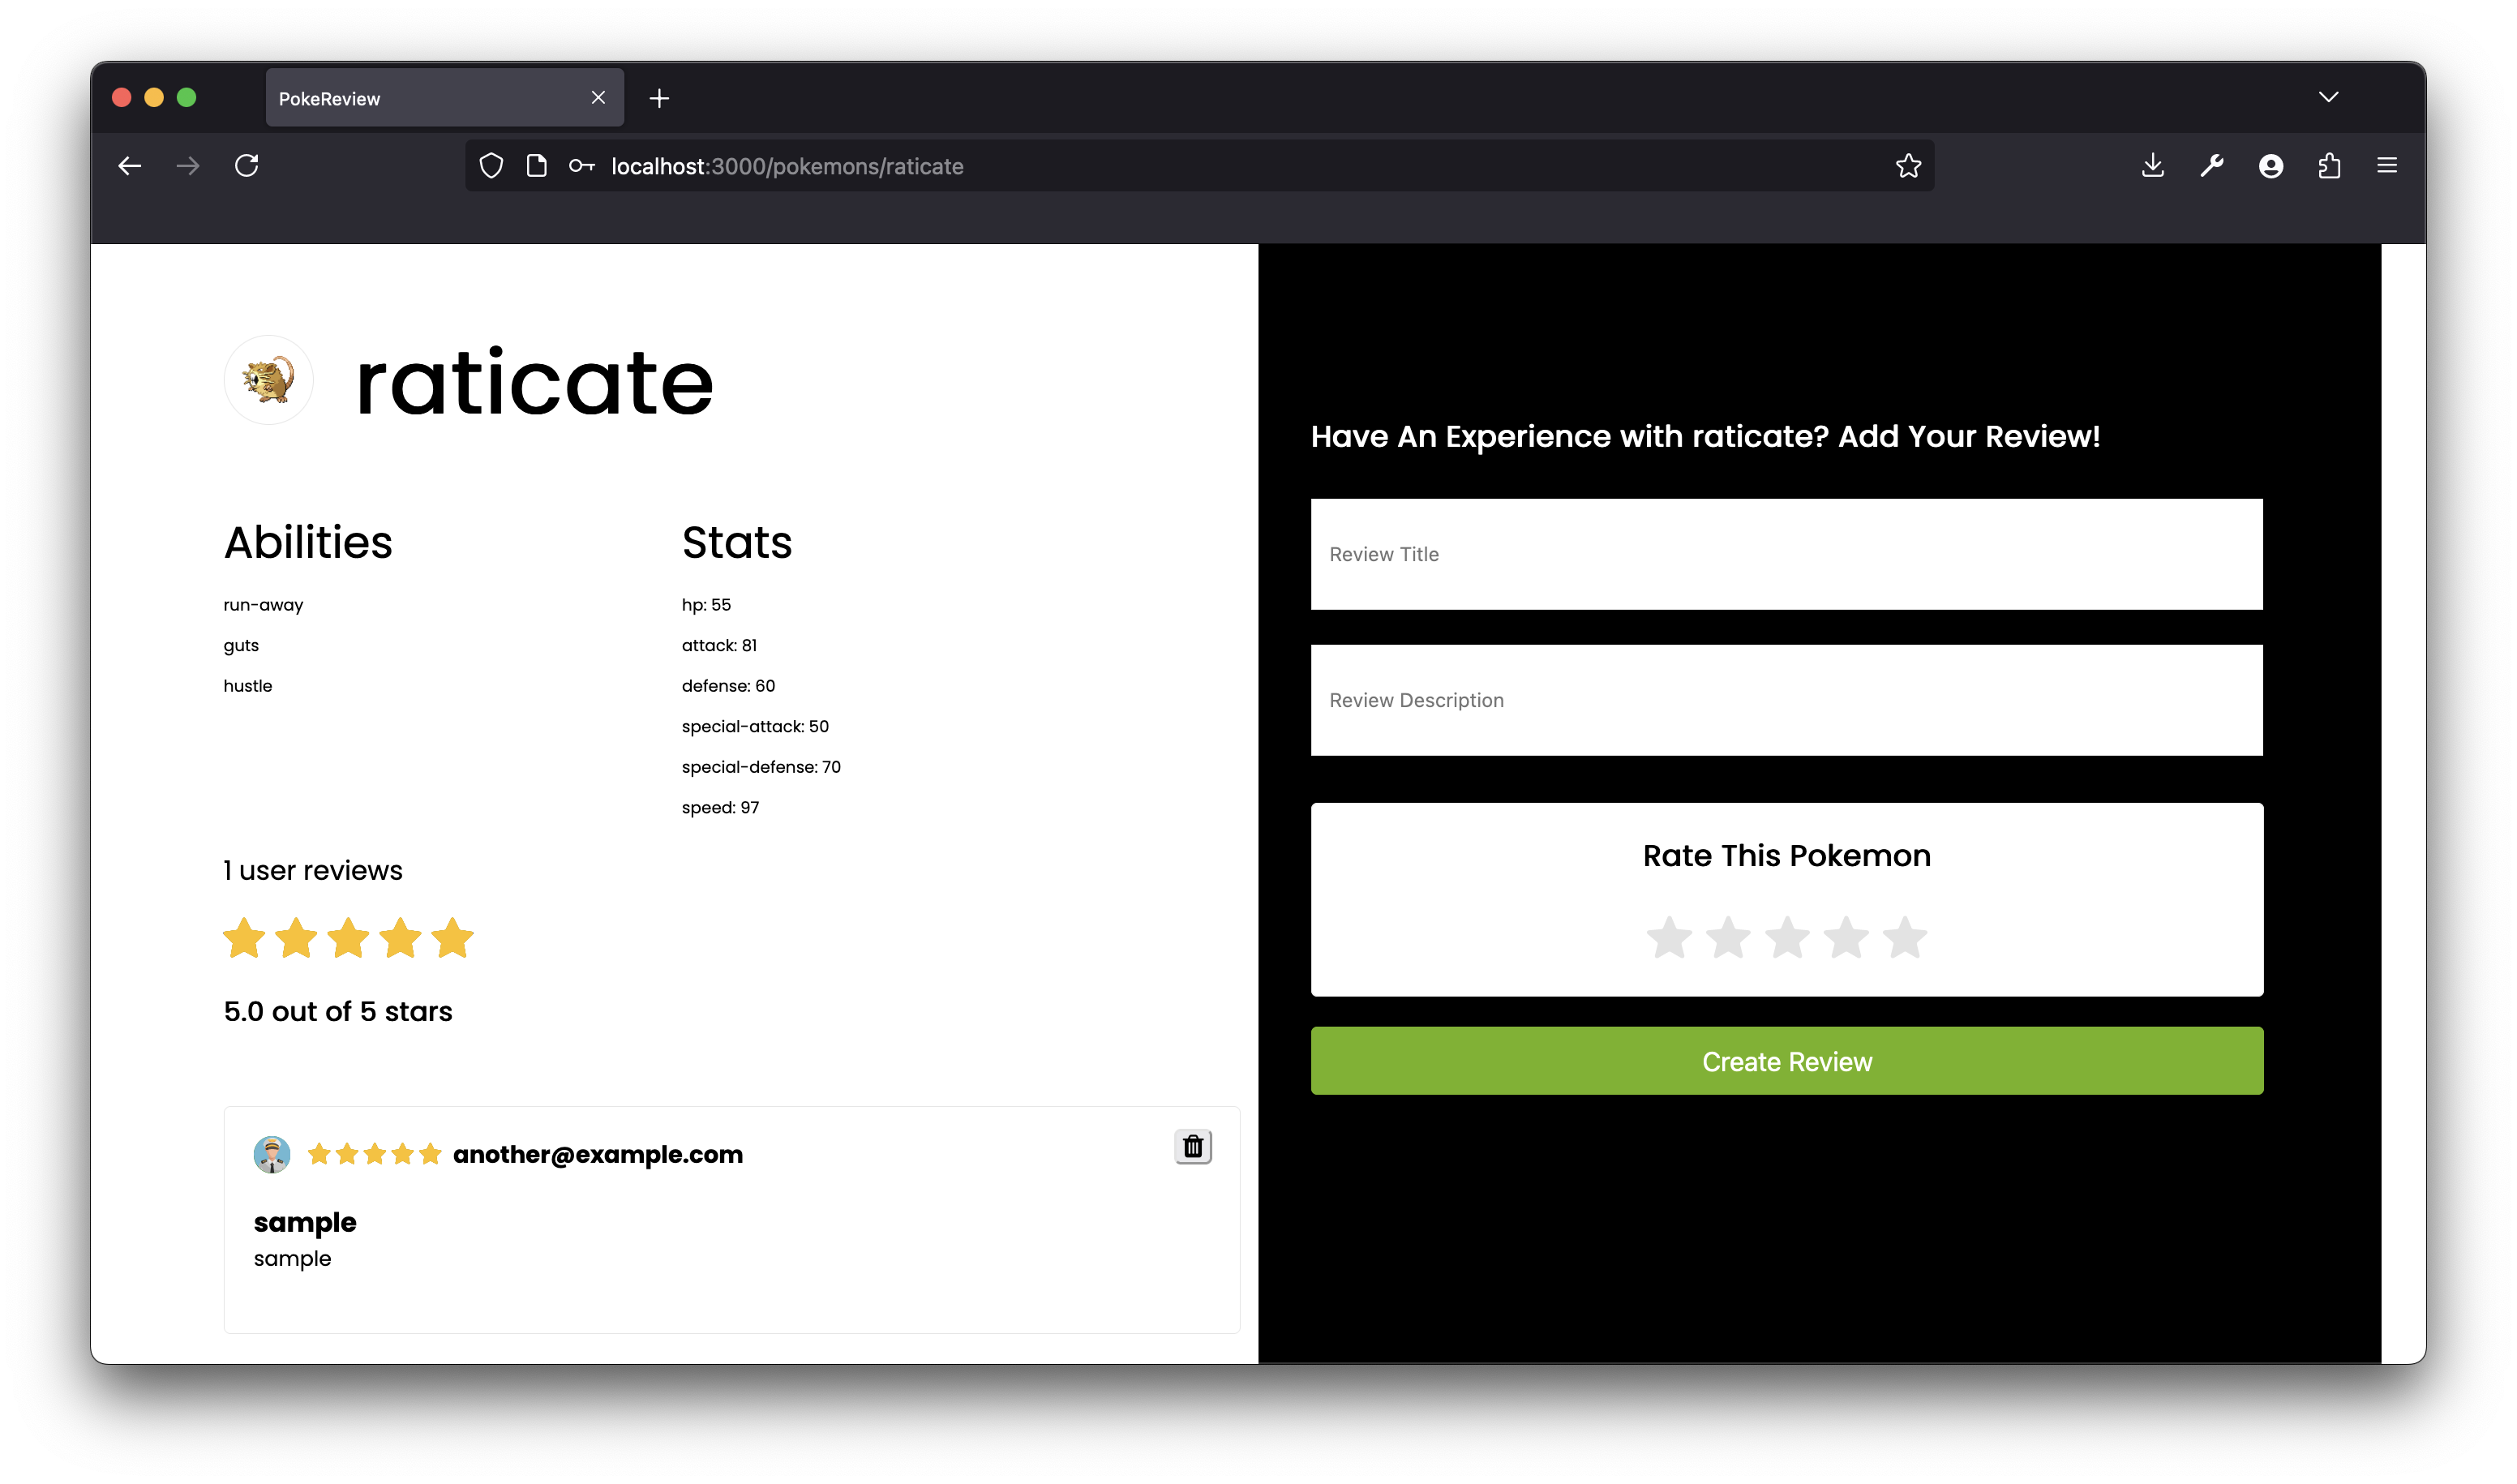 PokeReview
localhost:3000/pokemons/raticate
raticate
Abilities
run-away
guts
hustle
Stats
hp: 55
attack: 81
defense: 60
special-attack: 50
special-defense: 70
speed: 97
1 user reviews
5.0 out of 5 stars
another@example.com
sample
sample
Have An Experience with raticate? Add Your Review!
Review Title
Review Description
Rate This Pokemon
Create Review